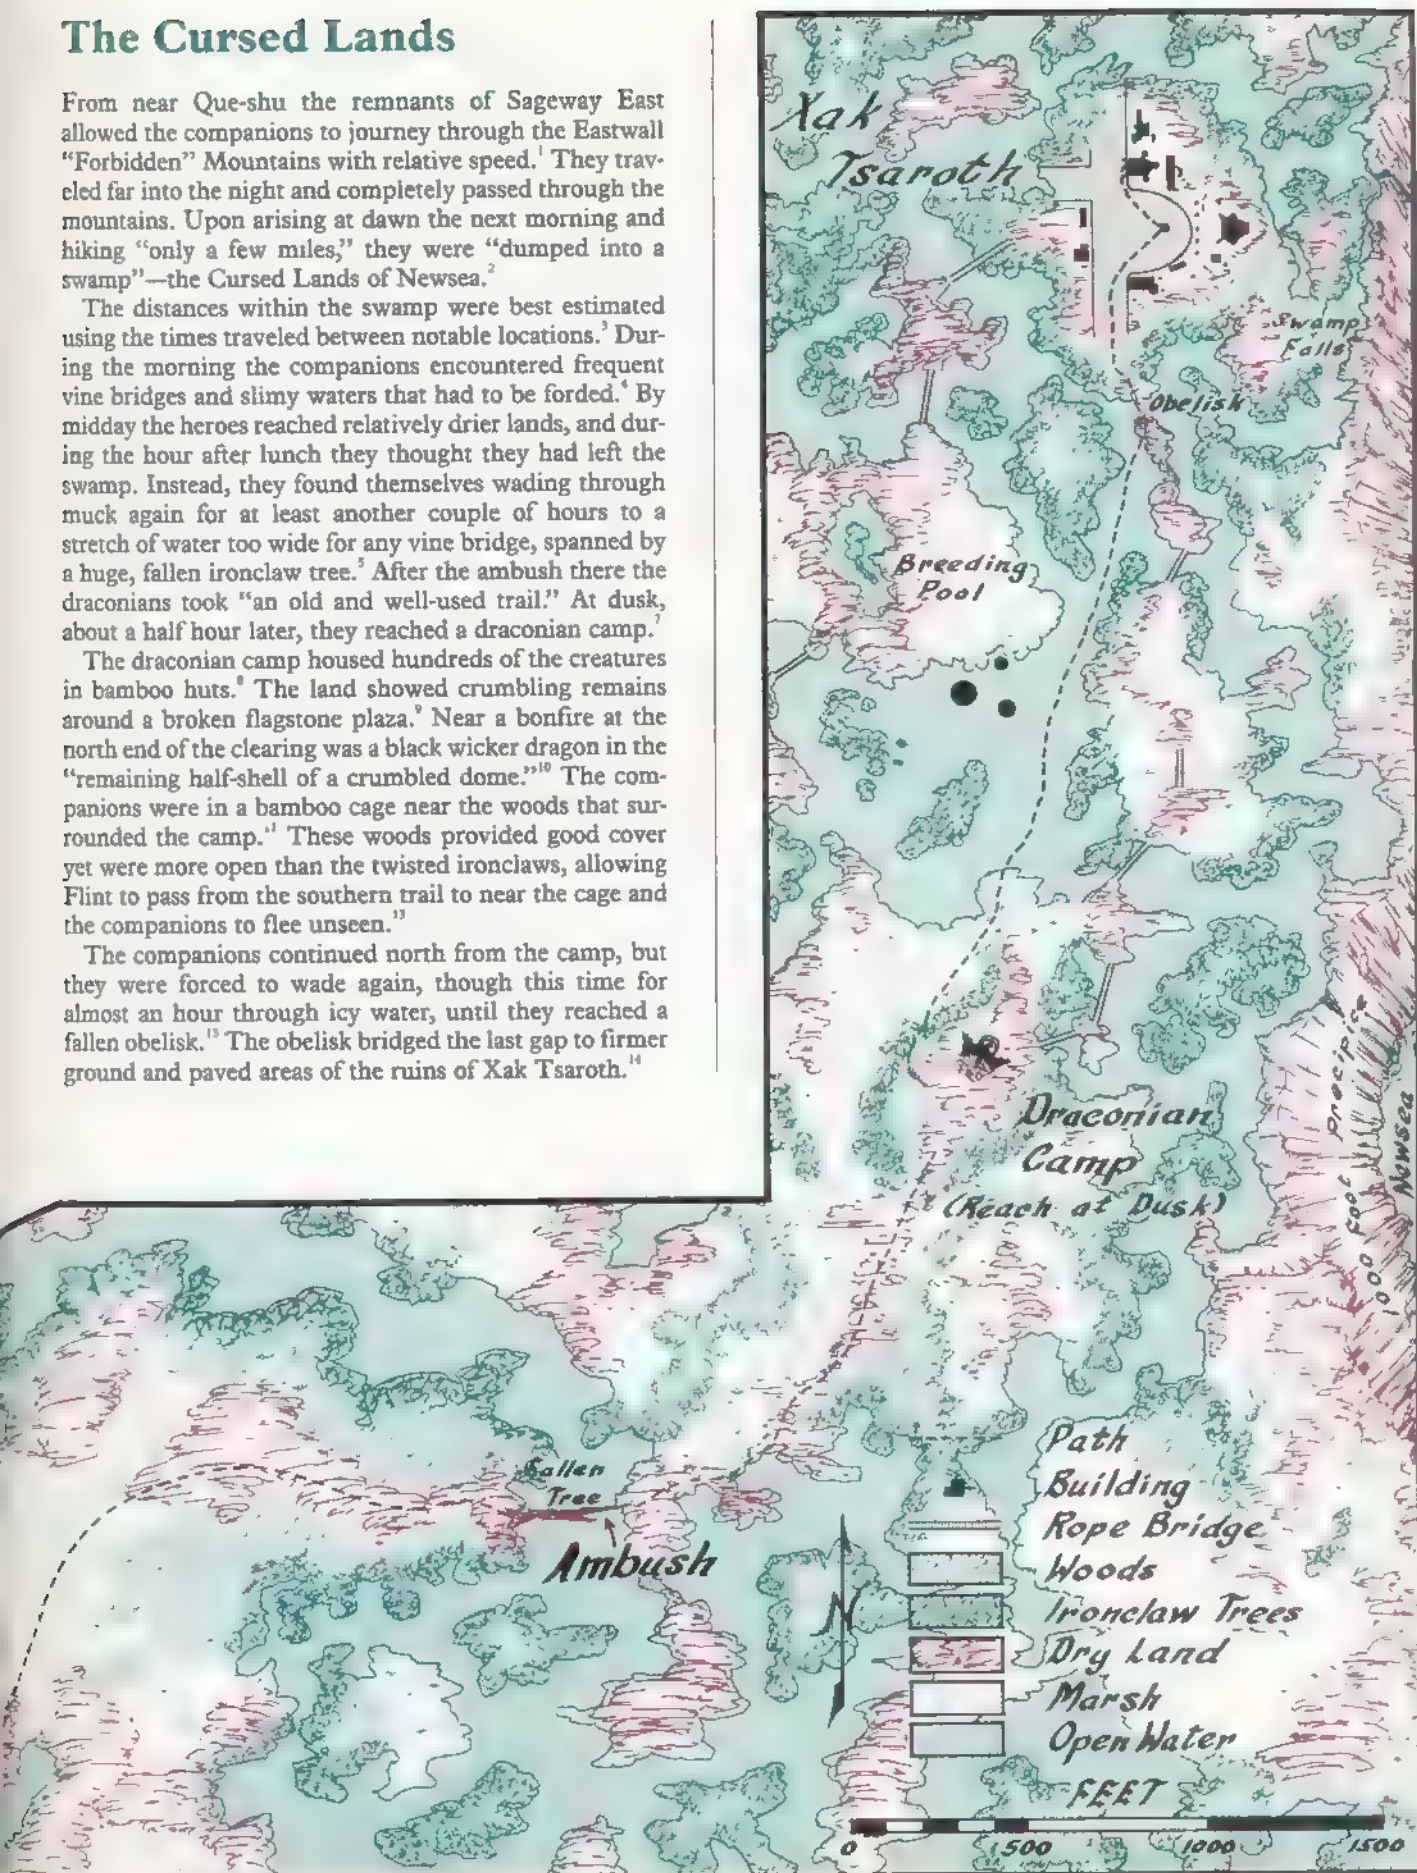 The Cursed Lands
From near Que-shu the remnants of Sageway East
allowed the companions to journey through the Eastwall
“Forbidden” Mountains with relative speed.¹ They trav-
eled far into the night and completely passed through the
mountains. Upon arising at dawn the next morning and
hiking “only a few miles,” they were “dumped into a
swamp”—the Cursed Lands of Newsea.²
The distances within the swamp were best estimated
using the times traveled between notable locations.³ Dur-
ing the morning the companions encountered frequent
vine bridges and slimy waters that had to be forded.⁴ By
midday the heroes reached relatively drier lands, and dur-
ing the hour after lunch they thought they had left the
swamp. Instead, they found themselves wading through
muck again for at least another couple of hours to a
stretch of water too wide for any vine bridge, spanned by
a huge, fallen ironclaw tree.⁵ After the ambush there the
draconians took “an old and well-used trail.” At dusk,
about a half hour later, they reached a draconian camp.⁷
The draconian camp housed hundreds of the creatures
in bamboo huts.⁸ The land showed crumbling remains
around a broken flagstone plaza.⁹ Near a bonfire at the
north end of the clearing was a black wicker dragon in the
“remaining half-shell of a crumbled dome.”¹⁰ The com-
panions were in a bamboo cage near the woods that sur-
rounded the camp.¹¹ These woods provided good cover
yet were more open than the twisted ironclaws, allowing
Flint to pass from the southern trail to near the cage and
the companions to flee unseen.¹³
The companions continued north from the camp, but
they were forced to wade again, though this time for
almost an hour through icy water, until they reached a
fallen obelisk.¹³ The obelisk bridged the last gap to firmer
ground and paved areas of the ruins of Xak Tsaroth.¹⁴
Xak
Tsaroth
Swamp
Falls
Obelisk
Breeding
Pool
Draconian
Camp
(Reach at Dusk)
1000 Foot Precipice
Newsea
Fallen
Tree
Ambush
Path
Building
Rope Bridge
Woods
Ironclaw Trees
Dry Land
Marsh
Open Water
N
FEET
0 500 1000 1500